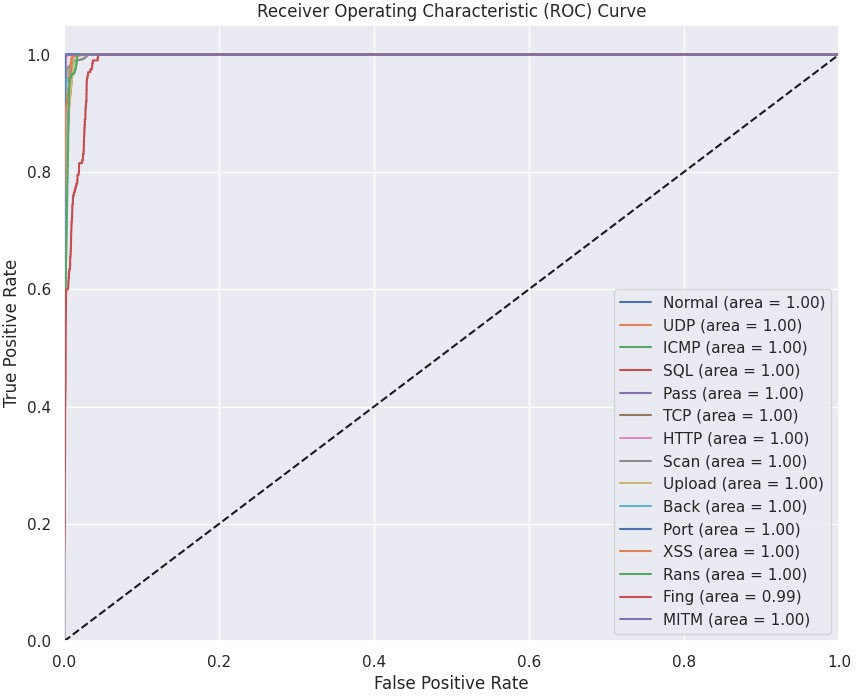 Receiver Operating Characteristic (ROC) Curve
True Positive Rate
1.0
0.8
0.6
0.4
0.2
0.0
Normal (area = 1.00)
UDP (area = 1.00)
ICMP (area = 1.00)
SQL (area = 1.00)
Pass (area = 1.00)
TCP (area = 1.00)
HTTP (area = 1.00)
Scan (area = 1.00)
Upload (area = 1.00)
Back (area = 1.00)
Port (area = 1.00)
XSS (area = 1.00)
Rans (area = 1.00)
Fing (area = 0.99)
MITM (area = 1.00)
0.0 0.2 0.4 0.6 0.8 1.0
False Positive Rate